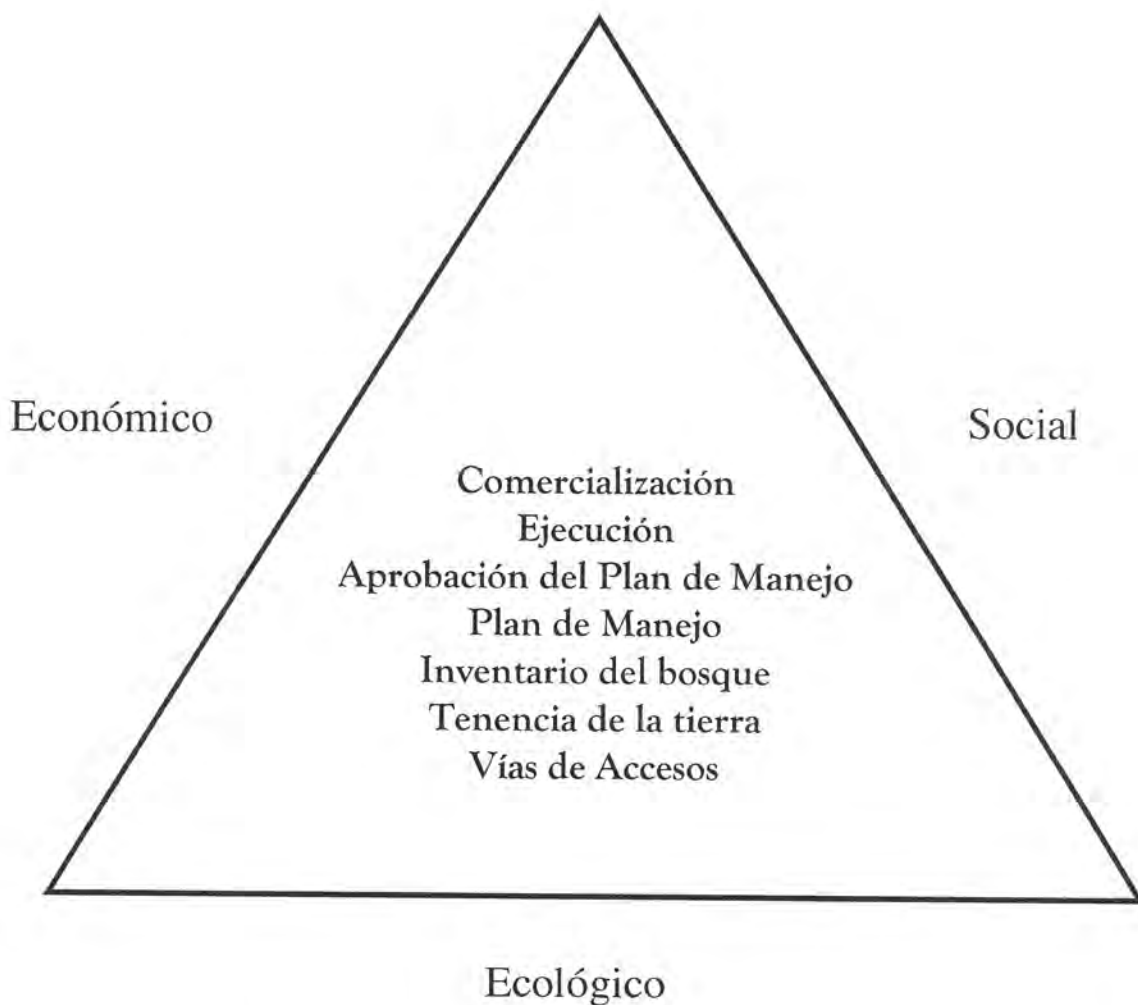 Económico
Social
Comercialización
Ejecución
Aprobación del Plan de Manejo
Plan de Manejo
Inventario del bosque
Tenencia de la tierra
Vías de Accesos
Ecológico